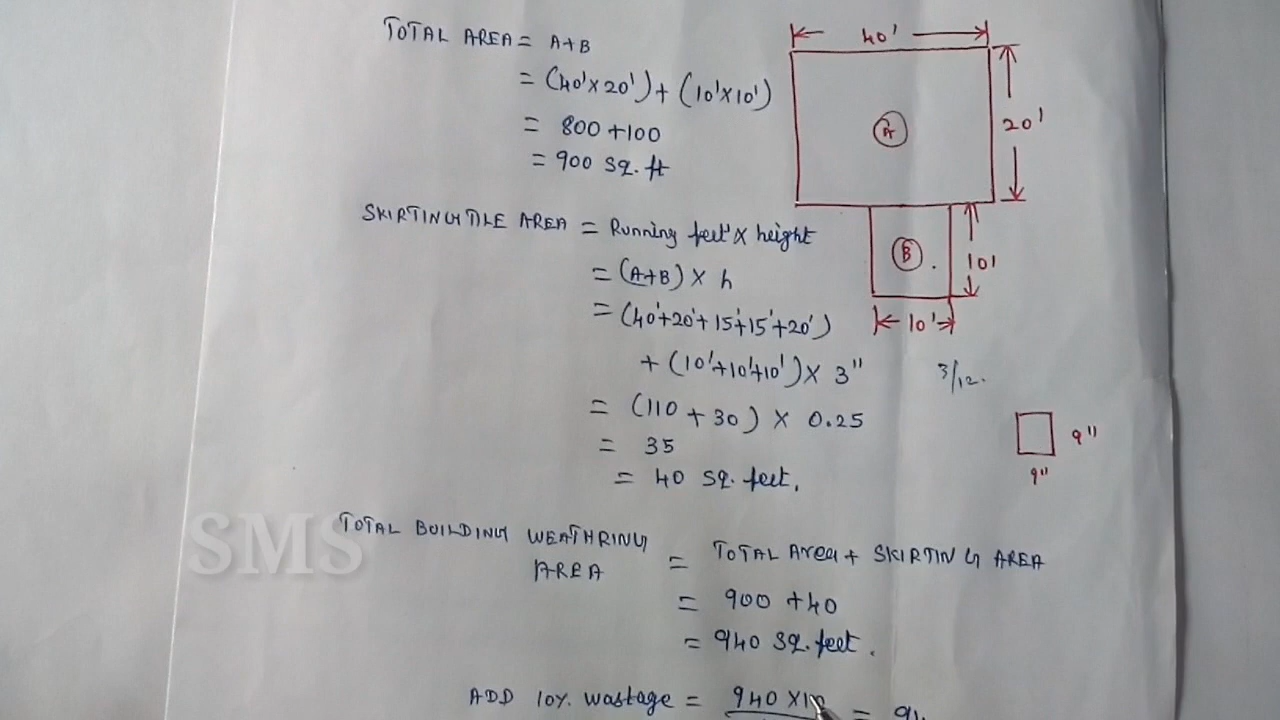 TOTAL AREA = A+B
= (40'X20') + (10'X10')
= 800 +100
= 900 SQ. ft
SKIRTING TILE AREA = Running feet X height
= (A+B) X h
= (40'+20'+15'+15'+20')
+ (10'+10'+10') X 3"
= (110 + 30) X 0.25
= 35
= 40 SQ. feet.
TOTAL BUILDING WEATHRING AREA = TOTAL Area + SKIRTING AREA
= 900 +40
= 940 SQ. feet.
ADD 10%. wastage = 940 X10 =
40'
A
20'
B
10'
10'
3/12.
9"
9"
SMS